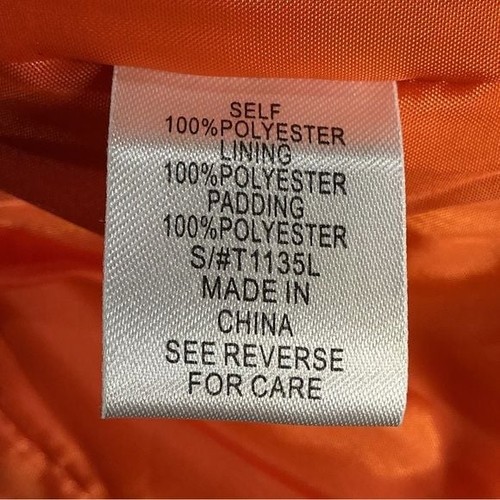 SELF
100%POLYESTER
LINING
100%POLYESTER
PADDING
100%POLYESTER
S/#T1135L
MADE IN
CHINA
SEE REVERSE
FOR CARE